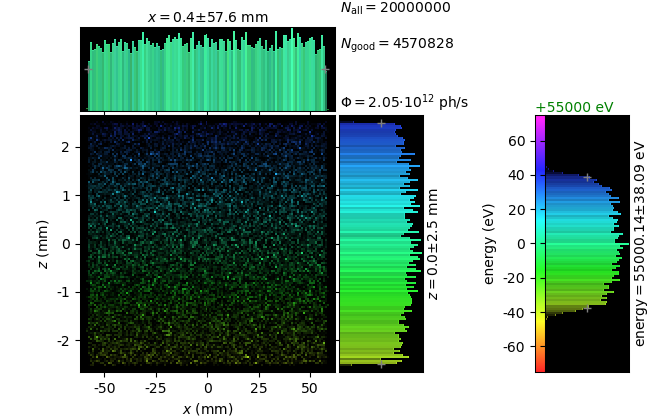 x = 0.4±57.6 mm
N_all = 20000000
N_good = 4570828
Φ = 2.05·10^12 ph/s
+55000 eV
z (mm)
2
1
0
-1
-2
-50
-25
0
25
50
x (mm)
z = 0.0±2.5 mm
energy (eV)
60
40
20
0
-20
-40
-60
energy = 55000.14±38.09 eV